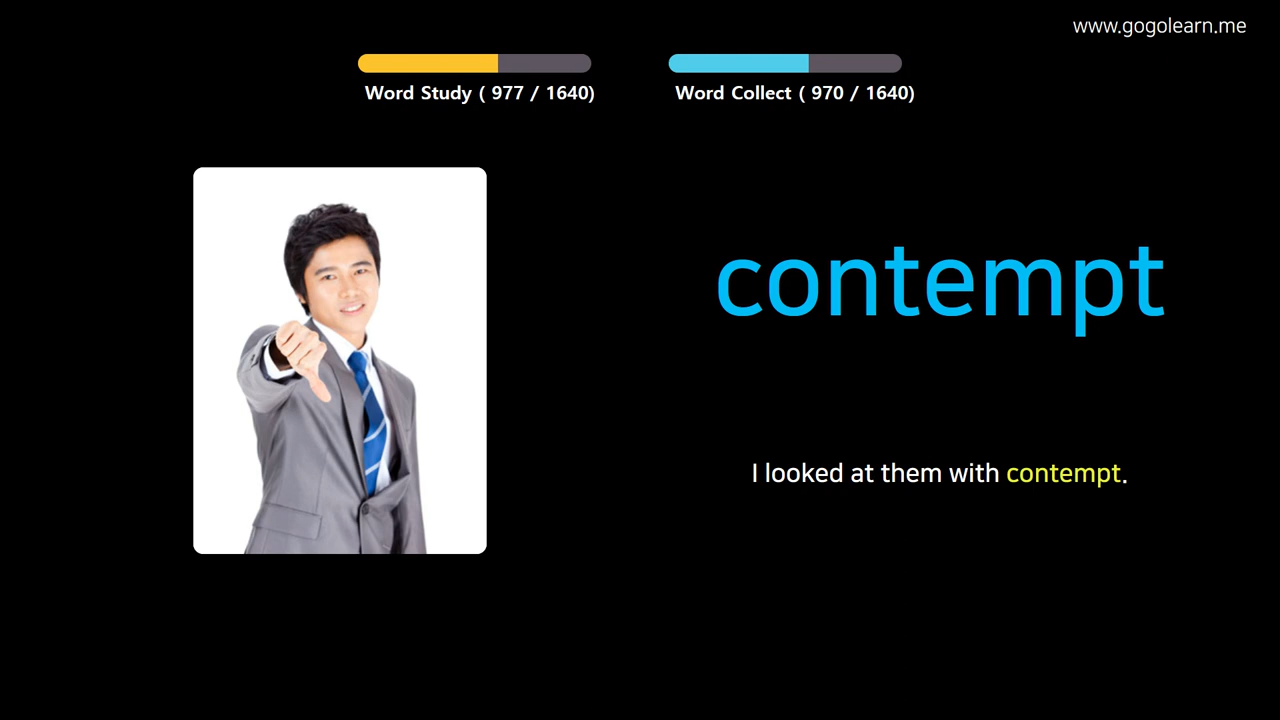 www.gogolearn.me
Word Study ( 977 / 1640)
Word Collect ( 970 / 1640)
contempt
I looked at them with contempt.